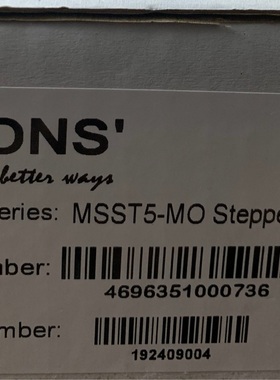 ONS'
better ways
eries: MSST5-MO Steppe
mber:
4696351000736
mber:
192409004